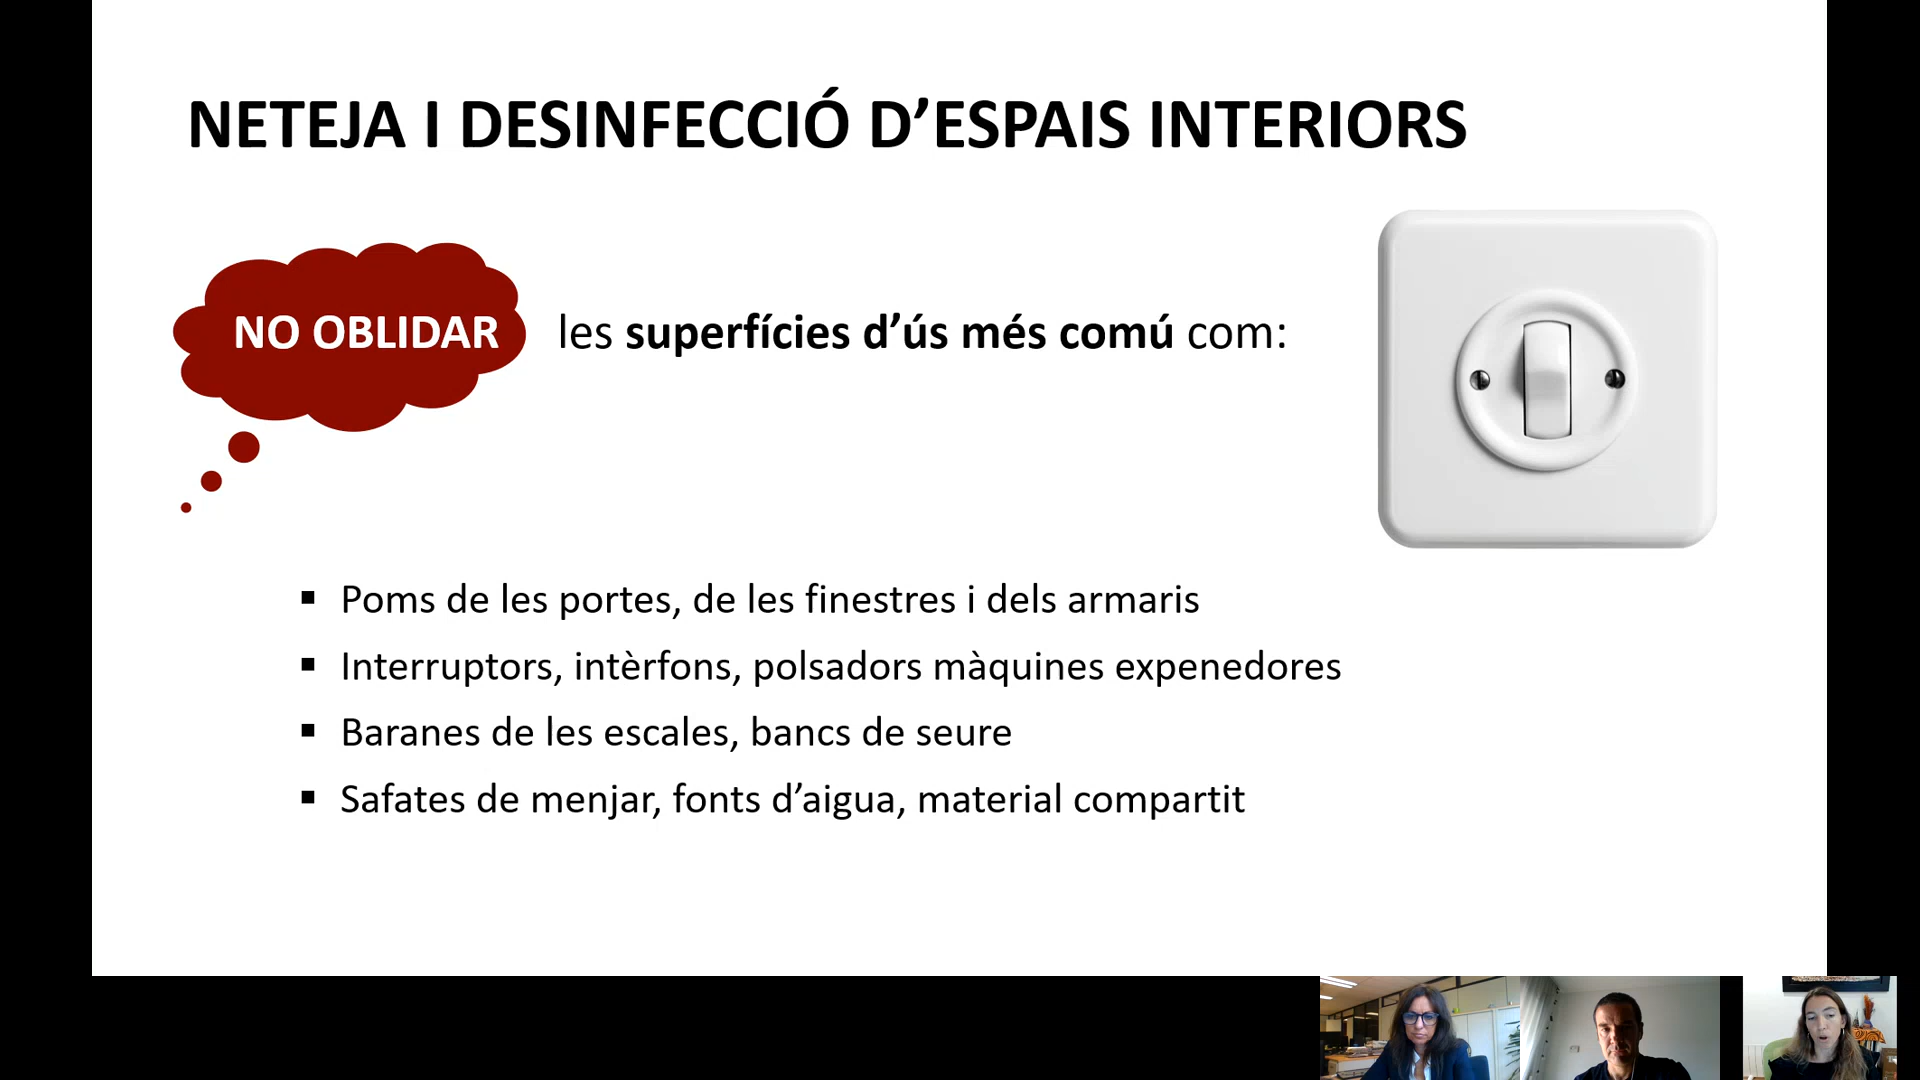 NETEJA I DESINFECCIÓ D’ESPAIS INTERIORS
NO OBLIDAR les superfícies d’ús més comú com:
▪ Poms de les portes, de les finestres i dels armaris
▪ Interruptors, intèrfons, polsadors màquines expenedores
▪ Baranes de les escales, bancs de seure
▪ Safates de menjar, fonts d’aigua, material compartit